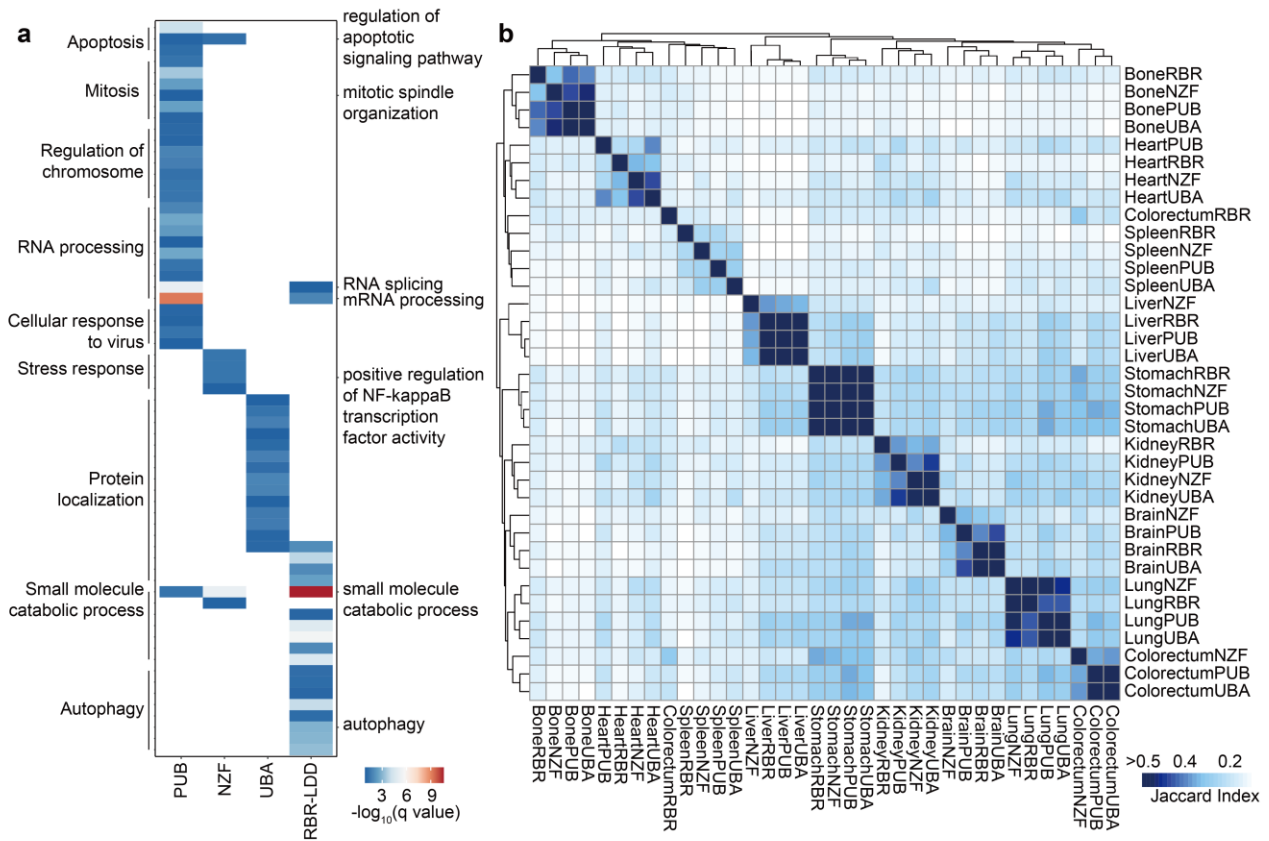 a
Apoptosis
Mitosis
Regulation of
chromosome
RNA processing
Cellular response
to virus
Stress response
Protein
localization
Small molecule
catabolic process
Autophagy
regulation of
apoptotic
signaling pathway
mitotic spindle
organization
RNA splicing
mRNA processing
positive regulation
of NF-kappaB
transcription
factor activity
small molecule
catabolic process
autophagy
PUB
NZF
UBA
RBR-LDD
3 6 9
-log10(q value)
b
BoneRBR
BoneNZF
BonePUB
BoneUBA
HeartPUB
HeartRBR
HeartNZF
HeartUBA
ColorectumRBR
SpleenRBR
SpleenNZF
SpleenPUB
SpleenUBA
LiverNZF
LiverRBR
LiverPUB
LiverUBA
StomachRBR
StomachNZF
StomachPUB
StomachUBA
KidneyRBR
KidneyPUB
KidneyNZF
KidneyUBA
BrainNZF
BrainPUB
BrainRBR
BrainUBA
LungNZF
LungRBR
LungPUB
LungUBA
ColorectumNZF
ColorectumPUB
ColorectumUBA
BoneRBR
BoneNZF
BonePUB
BoneUBA
HeartPUB
HeartRBR
HeartNZF
HeartUBA
ColorectumRBR
SpleenRBR
SpleenNZF
SpleenPUB
SpleenUBA
LiverNZF
LiverRBR
LiverPUB
LiverUBA
StomachRBR
StomachNZF
StomachPUB
StomachUBA
KidneyRBR
KidneyPUB
KidneyNZF
KidneyUBA
BrainNZF
BrainPUB
BrainRBR
BrainUBA
LungNZF
LungRBR
LungPUB
LungUBA
ColorectumNZF
ColorectumPUB
ColorectumUBA
>0.5 0.4 0.2
Jaccard Index